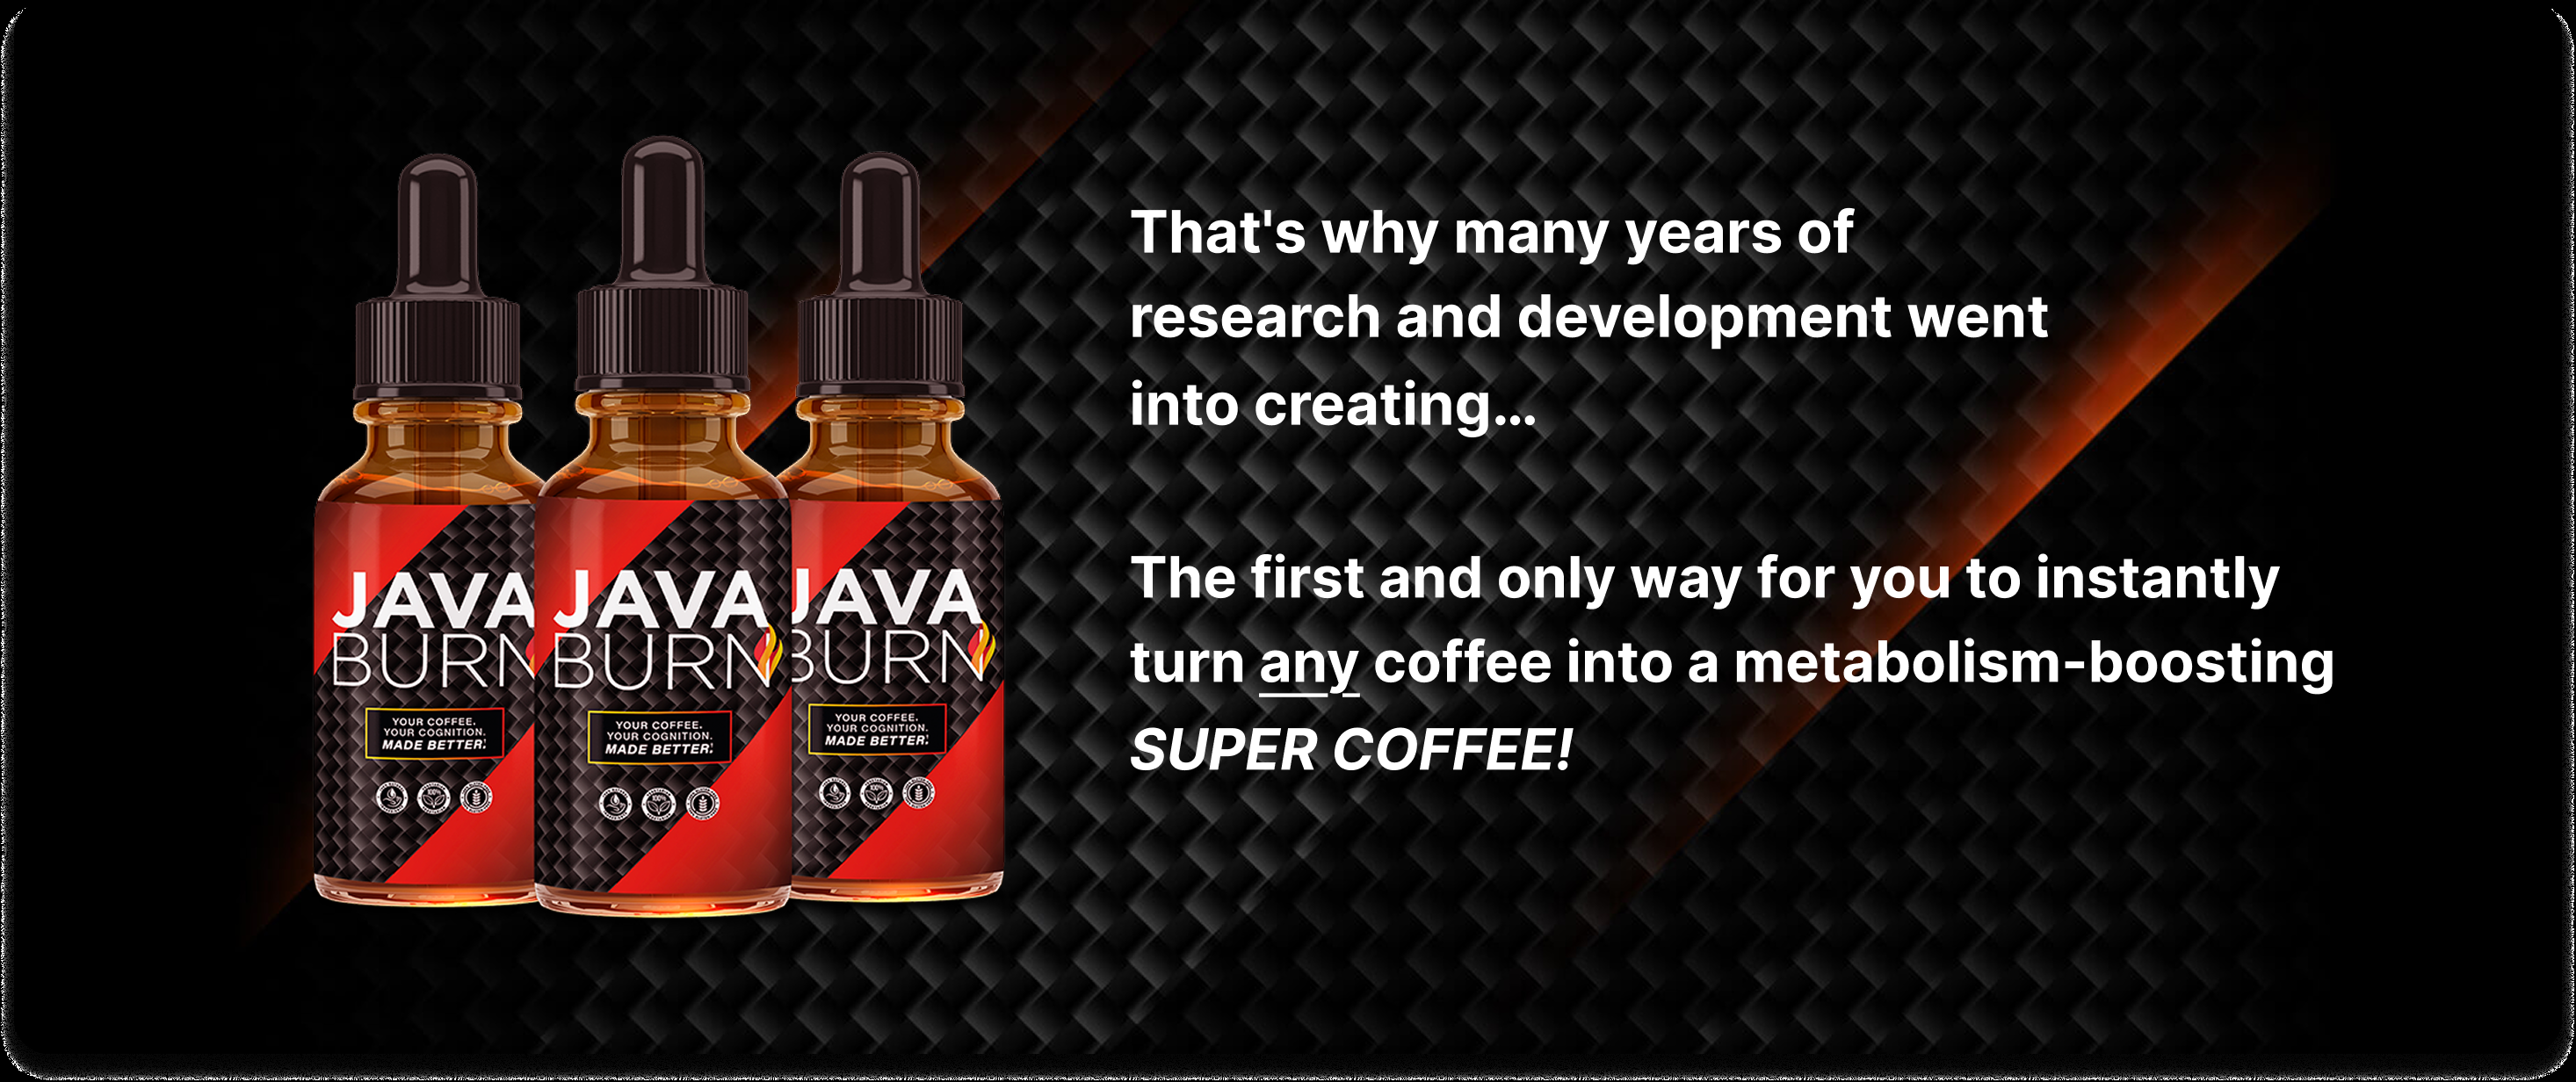 That's why many years of
research and development went
into creating...
The first and only way for you to instantly
turn any coffee into a metabolism-boosting
SUPER COFFEE!
JAVA
BURN
YOUR COFFEE.
YOUR COGNITION.
MADE BETTER!
JAVA
BURN
YOUR COFFEE.
YOUR COGNITION.
MADE BETTER!
JAVA
BURN
YOUR COFFEE.
YOUR COGNITION.
MADE BETTER!